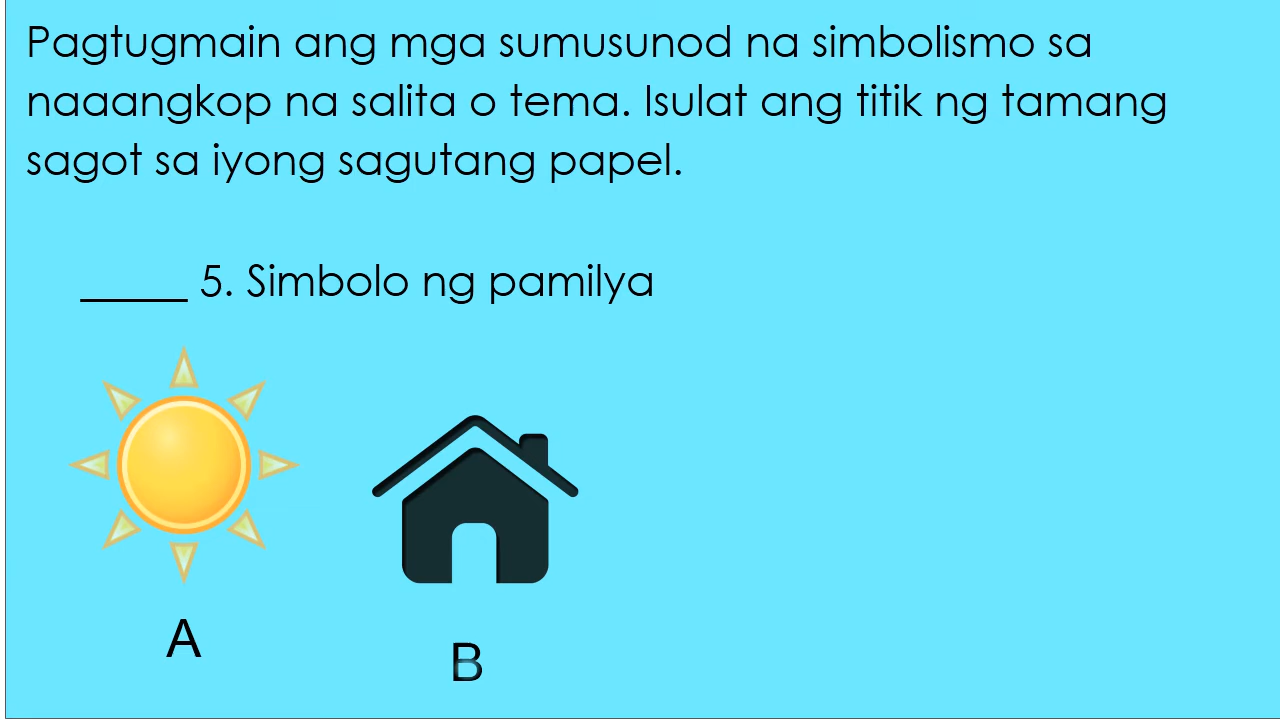 Pagtugmain ang mga sumusunod na simbolismo sa
naaangkop na salita o tema. Isulat ang titik ng tamang
sagot sa iyong sagutang papel.
_____ 5. Simbolo ng pamilya
A
B